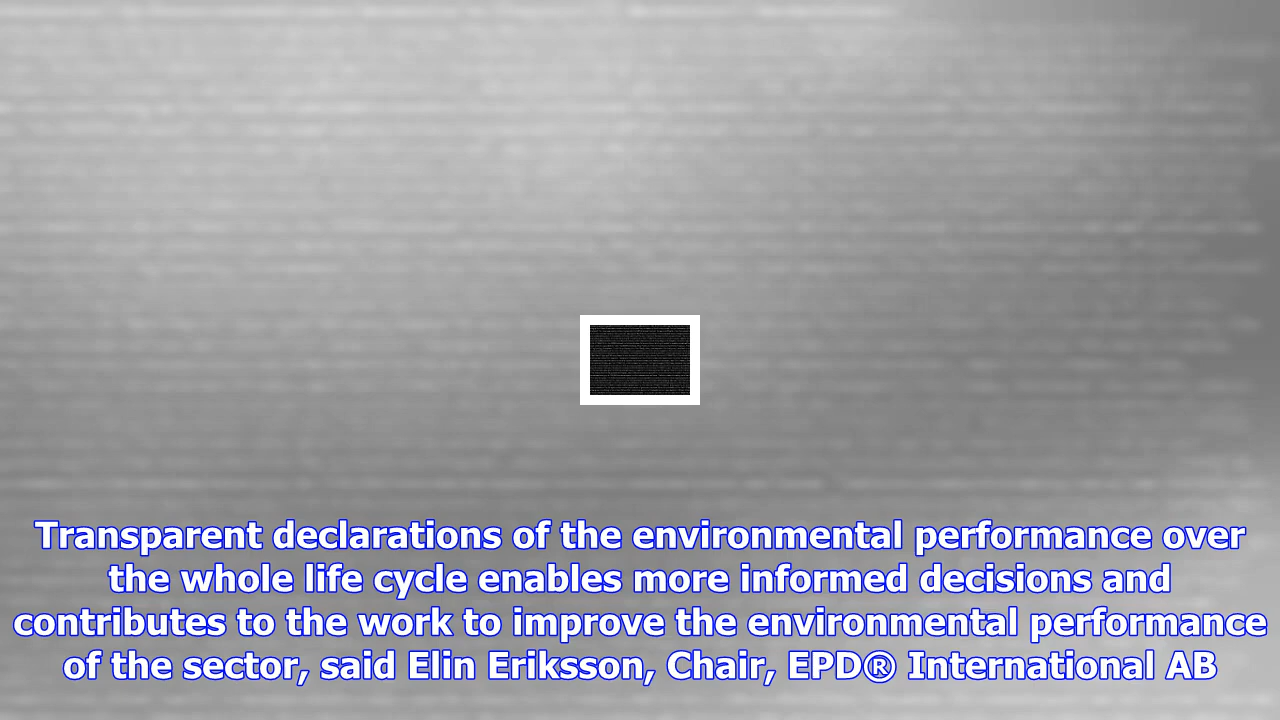 Transparent declarations of the environmental performance over
the whole life cycle enables more informed decisions and
contributes to the work to improve the environmental performance
of the sector, said Elin Eriksson, Chair, EPD® International AB